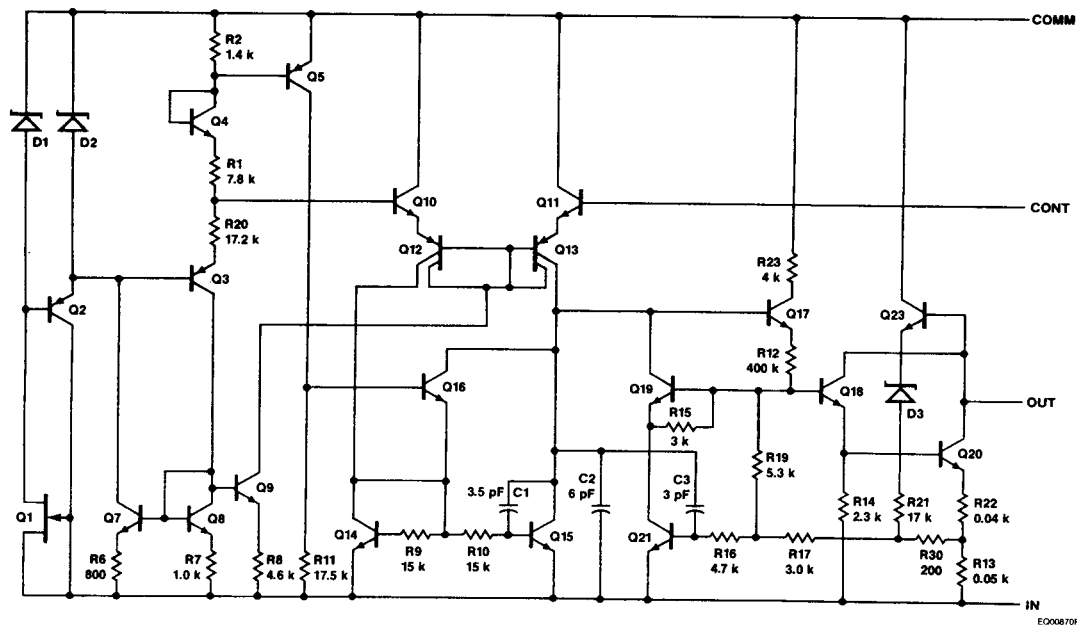 COMM
R2
1.4 k
Q5
Q4
D1
D2
R1
7.8 k
Q10
Q11
CONT
R20
17.2 k
Q12
Q13
Q3
R23
4 k
Q2
Q17
Q23
R12
400 k
Q16
Q19
Q18
D3
OUT
R15
3 k
Q20
R19
5.3 k
Q9
3.5 pF
C1
C2
6 pF
C3
3 pF
Q1
Q7
Q8
R14
2.3 k
R21
17 k
R22
0.04 k
Q14
Q15
Q21
R9
15 k
R10
15 k
R16
4.7 k
R17
3.0 k
R30
200
R6
800
R7
1.0 k
R8
4.6 k
R11
17.5 k
R13
0.05 k
IN